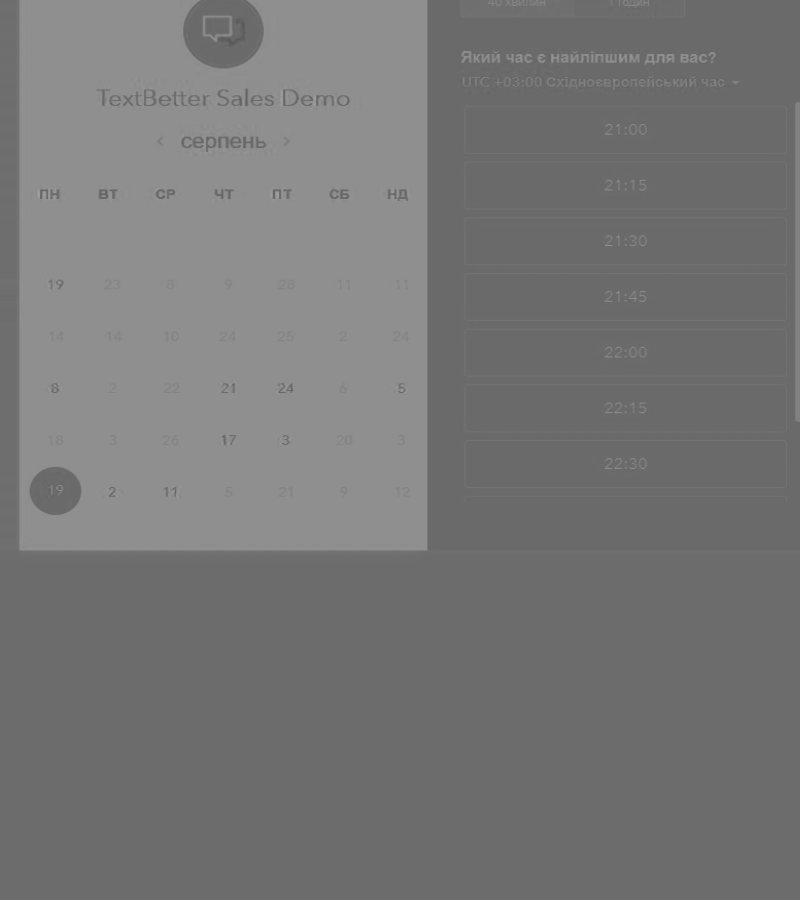 TextBetter Sales Demo
‹ серпень ›
ПН ВТ СР ЧТ ПТ СБ НД
19 23 8 9 28 11 11
14 14 10 24 25 2 24
8 2 22 21 24 6 5
18 3 26 17 3 20 3
19 2 11 5 21 9 12
40 хвилин 1 годин
Який час є найліпшим для вас?
UTC +03:00 Східноєвропейський час
21:00
21:15
21:30
21:45
22:00
22:15
22:30